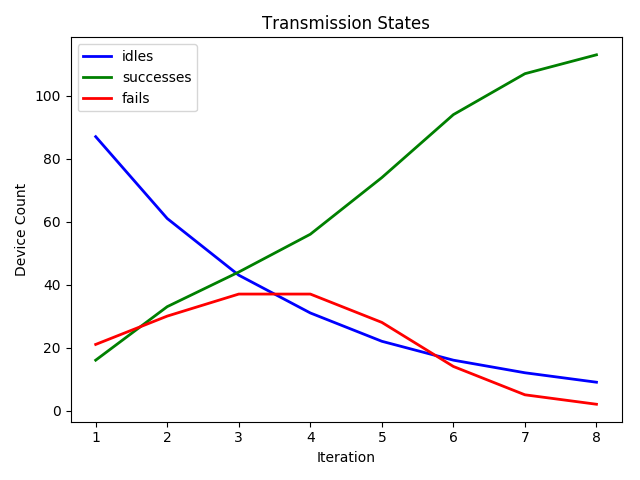 Transmission States
idles
successes
fails
Device Count
100
80
60
40
20
0
1 2 3 4 5 6 7 8
Iteration